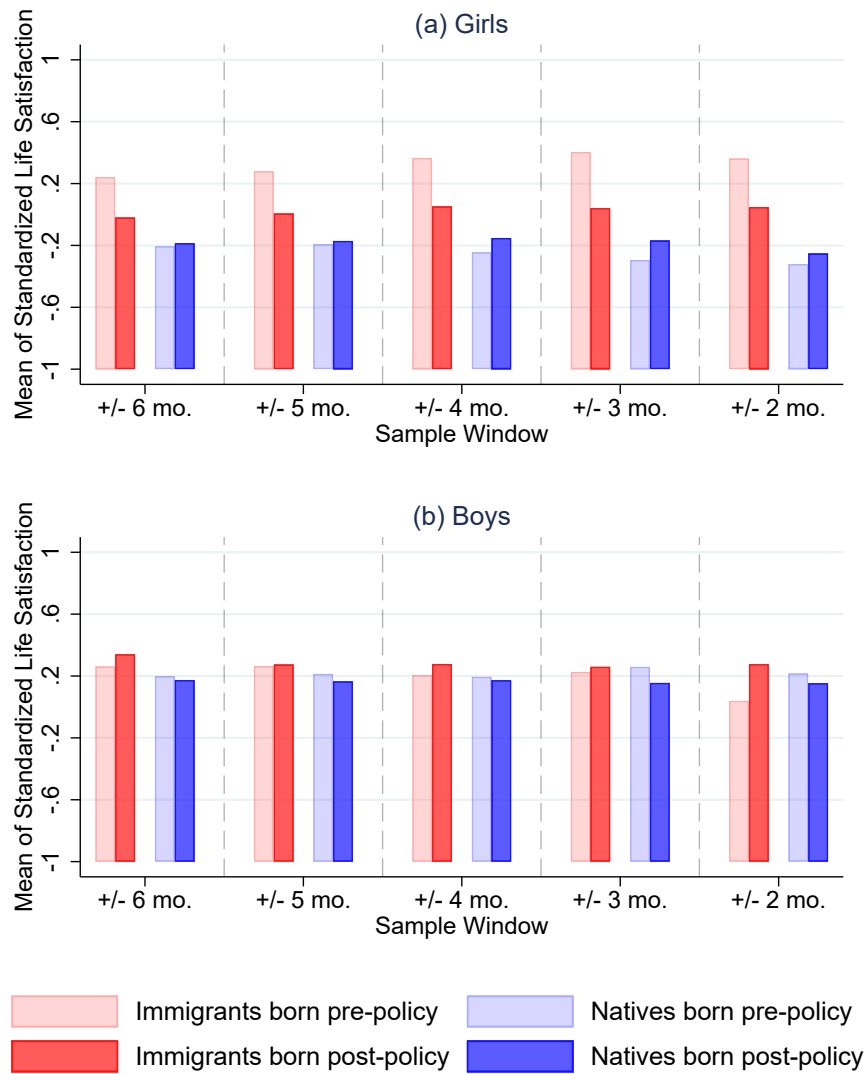 (a) Girls
Mean of Standardized Life Satisfaction
1
.6
.2
-.2
-.6
-1
+/- 6 mo. +/- 5 mo. +/- 4 mo. +/- 3 mo. +/- 2 mo.
Sample Window
(b) Boys
Mean of Standardized Life Satisfaction
1
.6
.2
-.2
-.6
-1
+/- 6 mo. +/- 5 mo. +/- 4 mo. +/- 3 mo. +/- 2 mo.
Sample Window
Immigrants born pre-policy Natives born pre-policy
Immigrants born post-policy Natives born post-policy